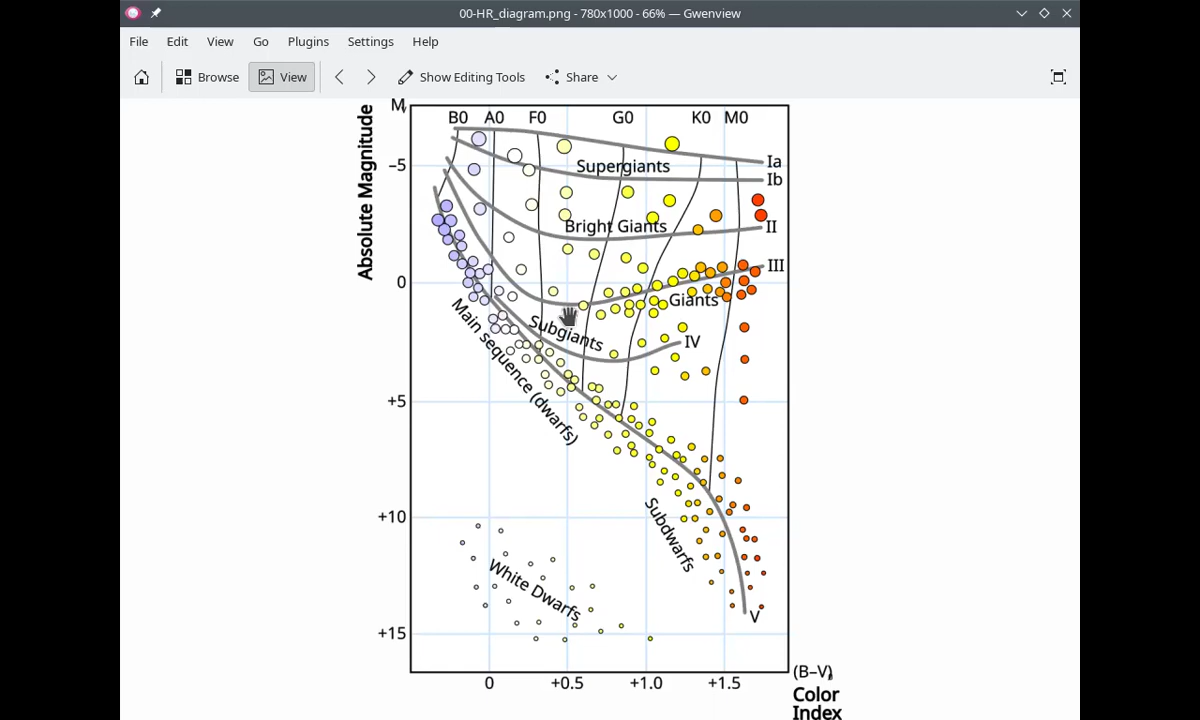 00-HR_diagram.png - 780x1000 - 66% — Gwenview
File Edit View Go Plugins Settings Help
Browse View Show Editing Tools Share
M
B0 A0 F0 G0 K0 M0
Absolute Magnitude
Ia
Supergiants
–5
Ib
Bright Giants
II
III
0
Giants
Subgiants
IV
Main sequence (dwarfs)
+5
+10
Subdwarfs
White Dwarfs
V
+15
(B–V)
0 +0.5 +1.0 +1.5
Color
Index